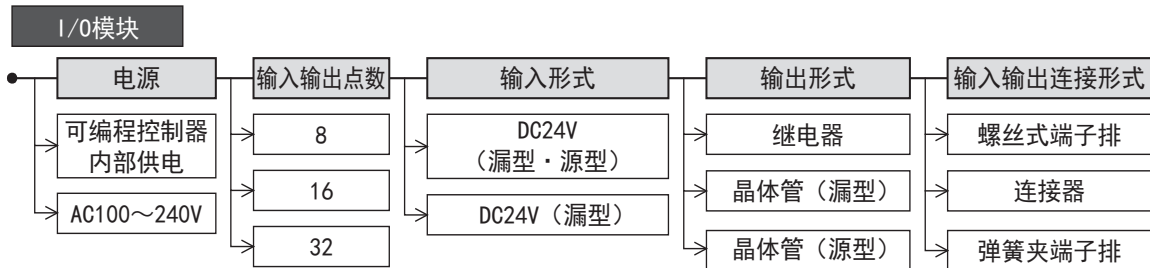 I/O模块
电源
可编程控制器
内部供电
AC100～240V
输入输出点数
8
16
32
输入形式
DC24V
（漏型・源型）
DC24V（漏型）
输出形式
继电器
晶体管（漏型）
晶体管（源型）
输入输出连接形式
螺丝式端子排
连接器
弹簧夹端子排